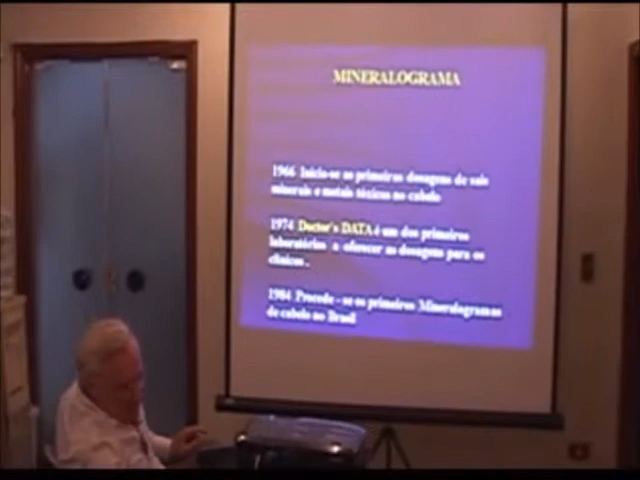 MINERALOGRAMA
1966 Inicio-se as primeiras dosagens de sais
minerais e metais tóxicos no cabelo
1974 Doctor's DATA é um dos primeiros
laboratórios a oferecer as dosagens para os
clínicos .
1984 Procede - se os primeiros Mineralogramas
de cabelo no Brasil